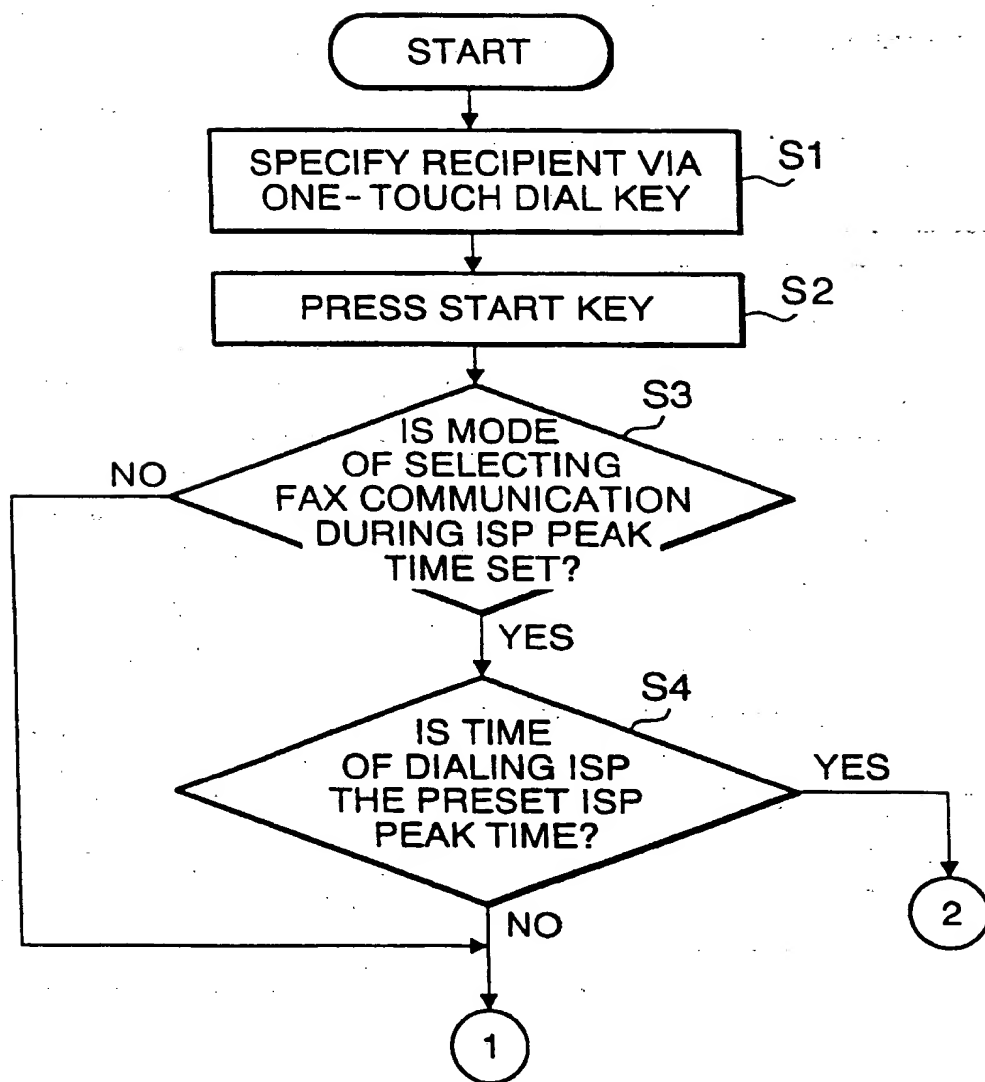 START
SPECIFY RECIPIENT VIA
ONE-TOUCH DIAL KEY
S1
PRESS START KEY
S2
S3
IS MODE
OF SELECTING
FAX COMMUNICATION
DURING ISP PEAK
TIME SET?
NO
YES
S4
IS TIME
OF DIALING ISP
THE PRESET ISP
PEAK TIME?
YES
2
NO
1